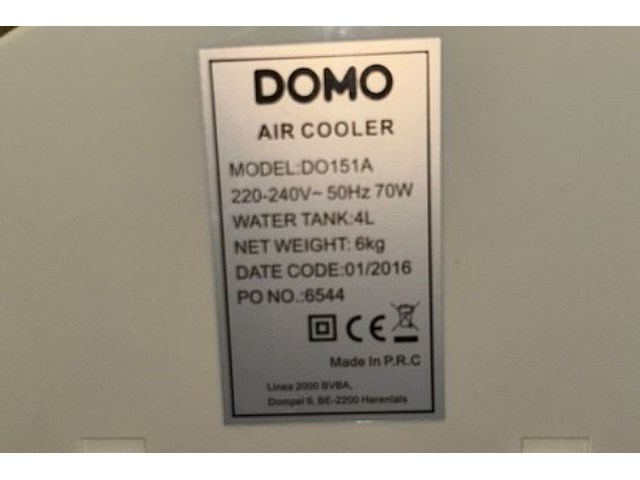 DOMO
AIR COOLER
MODEL:DO151A
220-240V~ 50Hz 70W
WATER TANK:4L
NET WEIGHT: 6kg
DATE CODE:01/2016
PO NO.:6544
CE
Made In P.R.C
Linea 2000 BVBA,
Dompel 9, BE-2200 Herentals